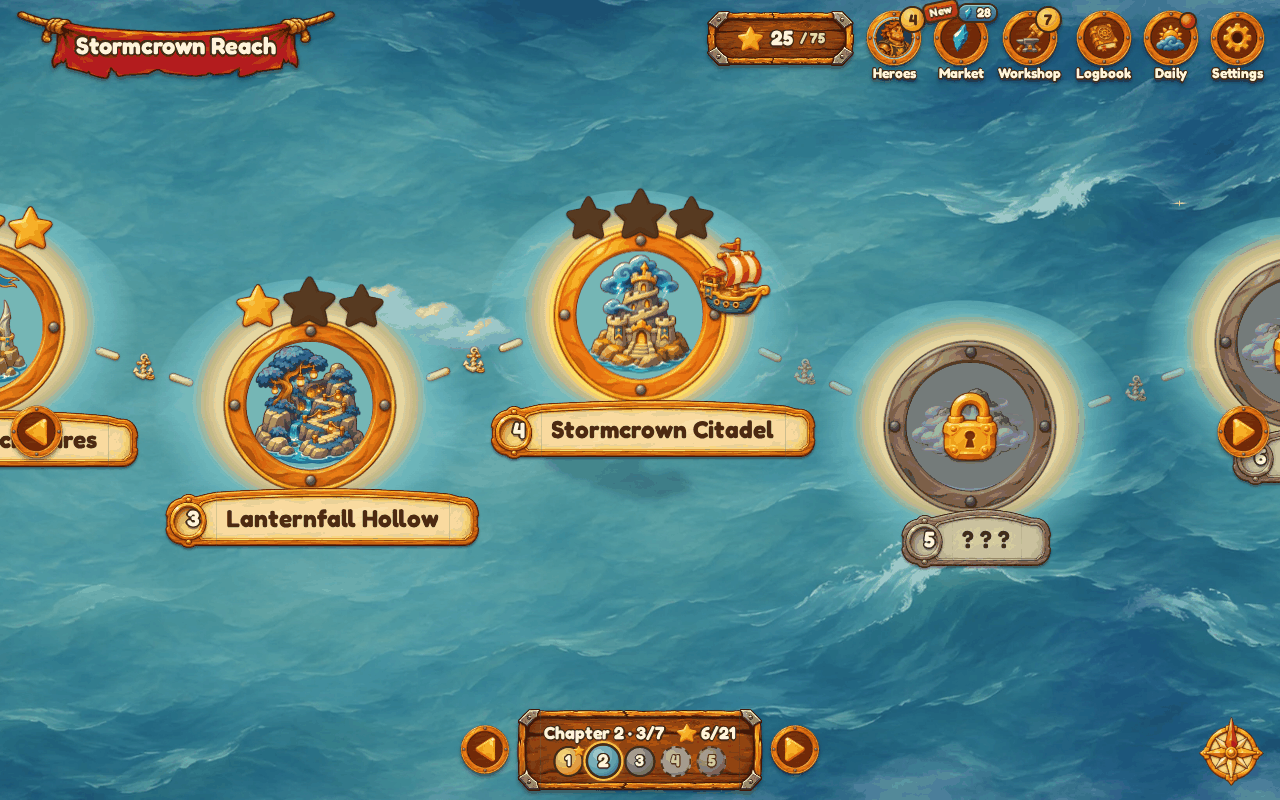 Stormcrown Reach
25 / 75
4
New
28
7
Heroes
Market
Workshop
Logbook
Daily
Settings
3
Lanternfall Hollow
4
Stormcrown Citadel
5
? ? ?
6
Chapter 2 · 3/7
6/21
1
2
3
4
5